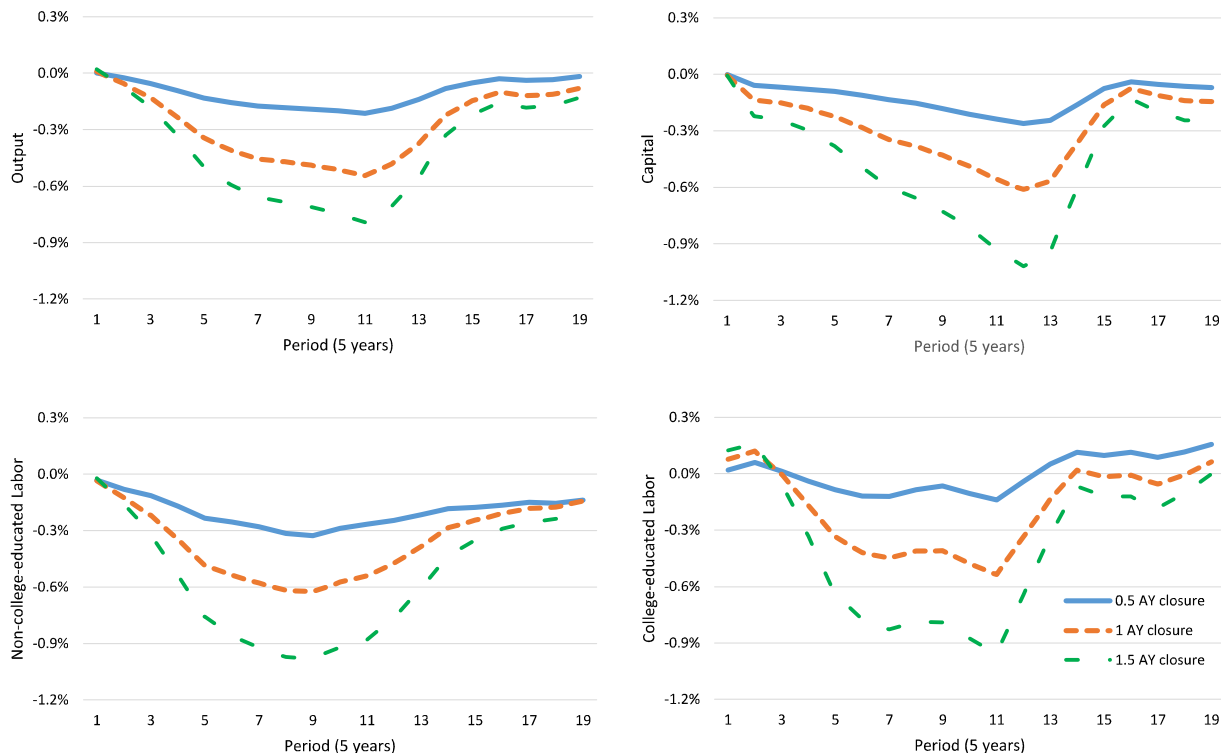 0.3%
0.0%
-0.3%
-0.6%
-0.9%
-1.2%
Output
1 3 5 7 9 11 13 15 17 19
Period (5 years)
0.3%
0.0%
-0.3%
-0.6%
-0.9%
-1.2%
Capital
1 3 5 7 9 11 13 15 17 19
Period (5 years)
0.3%
0.0%
-0.3%
-0.6%
-0.9%
-1.2%
Non-college-educated Labor
1 3 5 7 9 11 13 15 17 19
Period (5 years)
0.3%
0.0%
-0.3%
-0.6%
-0.9%
-1.2%
College-educated Labor
0.5 AY closure
1 AY closure
1.5 AY closure
1 3 5 7 9 11 13 15 17 19
Period (5 years)